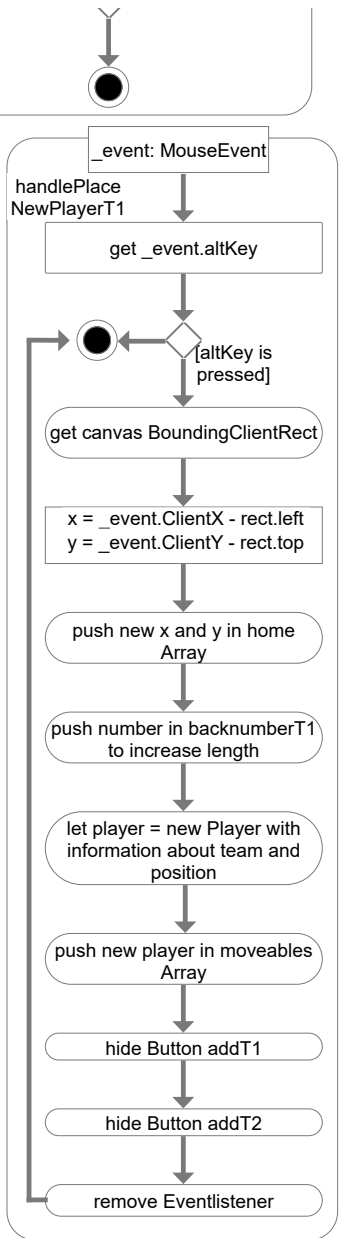 _event: MouseEvent
handlePlace
NewPlayerT1
get _event.altKey
[altKey is
pressed]
get canvas BoundingClientRect
x = _event.ClientX - rect.left
y = _event.ClientY - rect.top
push new x and y in home
Array
push number in backnumberT1
to increase length
let player = new Player with
information about team and
position
push new player in moveables
Array
hide Button addT1
hide Button addT2
remove Eventlistener